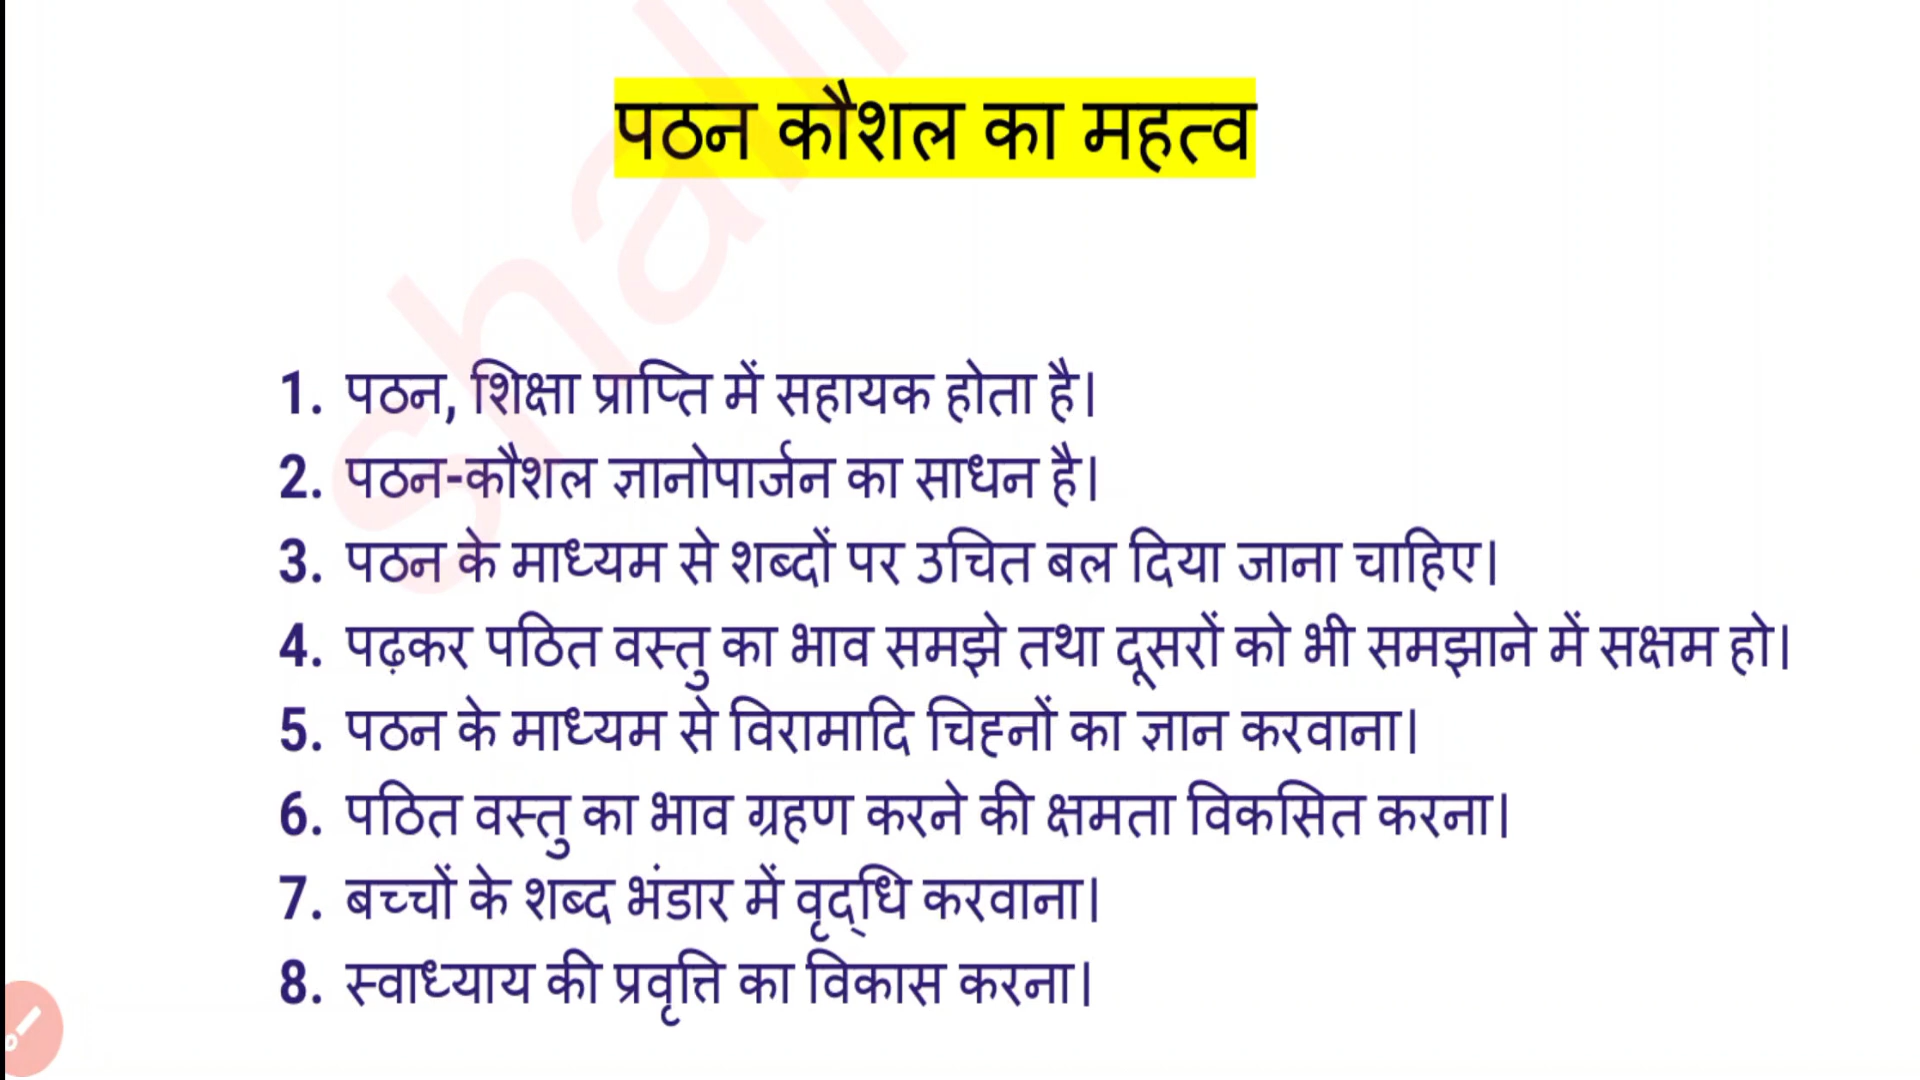 पठन कौशल का महत्व
1. पठन, शिक्षा प्राप्ति में सहायक होता है।
2. पठन-कौशल ज्ञानोपार्जन का साधन है।
3. पठन के माध्यम से शब्दों पर उचित बल दिया जाना चाहिए।
4. पढ़कर पठित वस्तु का भाव समझे तथा दूसरों को भी समझाने में सक्षम हो।
5. पठन के माध्यम से विरामादि चिह्नों का ज्ञान करवाना।
6. पठित वस्तु का भाव ग्रहण करने की क्षमता विकसित करना।
7. बच्चों के शब्द भंडार में वृद्‌धि करवाना।
8. स्वाध्याय की प्रवृत्ति का विकास करना।